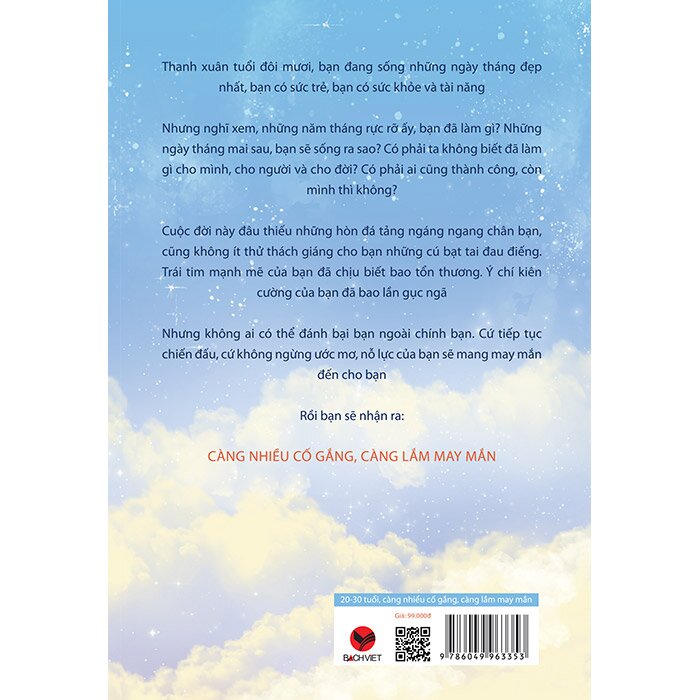 Thanh xuân tuổi đôi mươi, bạn đang sống những ngày tháng đẹp
nhất, bạn có sức trẻ, bạn có sức khỏe và tài năng
Nhưng nghĩ xem, những năm tháng rực rỡ ấy, bạn đã làm gì? Những
ngày tháng mai sau, bạn sẽ sống ra sao? Có phải ta không biết đã làm
gì cho mình, cho người và cho đời? Có phải ai cũng thành công, còn
mình thì không?
Cuộc đời này đâu thiếu những hòn đá tảng ngáng ngang chân bạn,
cũng không ít thử thách giáng cho bạn những cú bạt tai đau điếng.
Trái tim mạnh mẽ của bạn đã chịu biết bao tổn thương. Ý chí kiên
cường của bạn đã bao lần gục ngã
Nhưng không ai có thể đánh bại bạn ngoài chính bạn. Cứ tiếp tục
chiến đấu, cứ không ngừng ước mơ, nỗ lực của bạn sẽ mang may mắn
đến cho bạn
Rồi bạn sẽ nhận ra:
CÀNG NHIỀU CỐ GẮNG, CÀNG LẮM MAY MẮN
20-30 tuổi, càng nhiều cố gắng, càng lắm may mắn
Giá: 99.000đ
BACHVIET
9 786049 963353